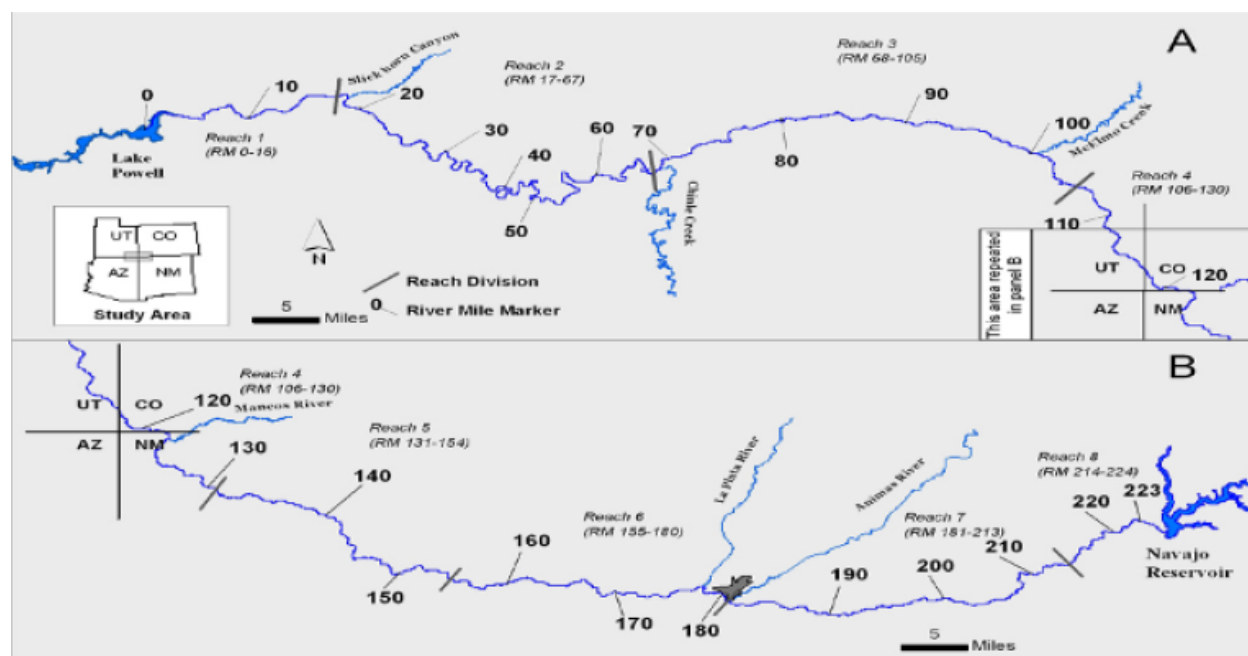 A
Slickhorn Canyon
Reach 2
(RM 17-67)
Reach 3
(RM 68-105)
0
10
20
30
40
50
60
70
80
90
100
McElmo Creek
Reach 1
(RM 0-16)
Lake
Powell
Chinle Creek
Reach 4
(RM 106-130)
110
UT
CO
120
AZ
NM
This area repeated
in panel B
UT
CO
AZ
NM
Study Area
N
Reach Division
0
River Mile Marker
5
Miles
B
Reach 4
(RM 106-130)
Mancos River
UT
CO
120
AZ
NM
130
Reach 5
(RM 131-154)
140
150
160
Reach 6
(RM 155-180)
170
180
La Plata River
Animas River
Reach 7
(RM 181-213)
190
200
210
Reach 8
(RM 214-224)
220
223
Navajo
Reservoir
5
Miles